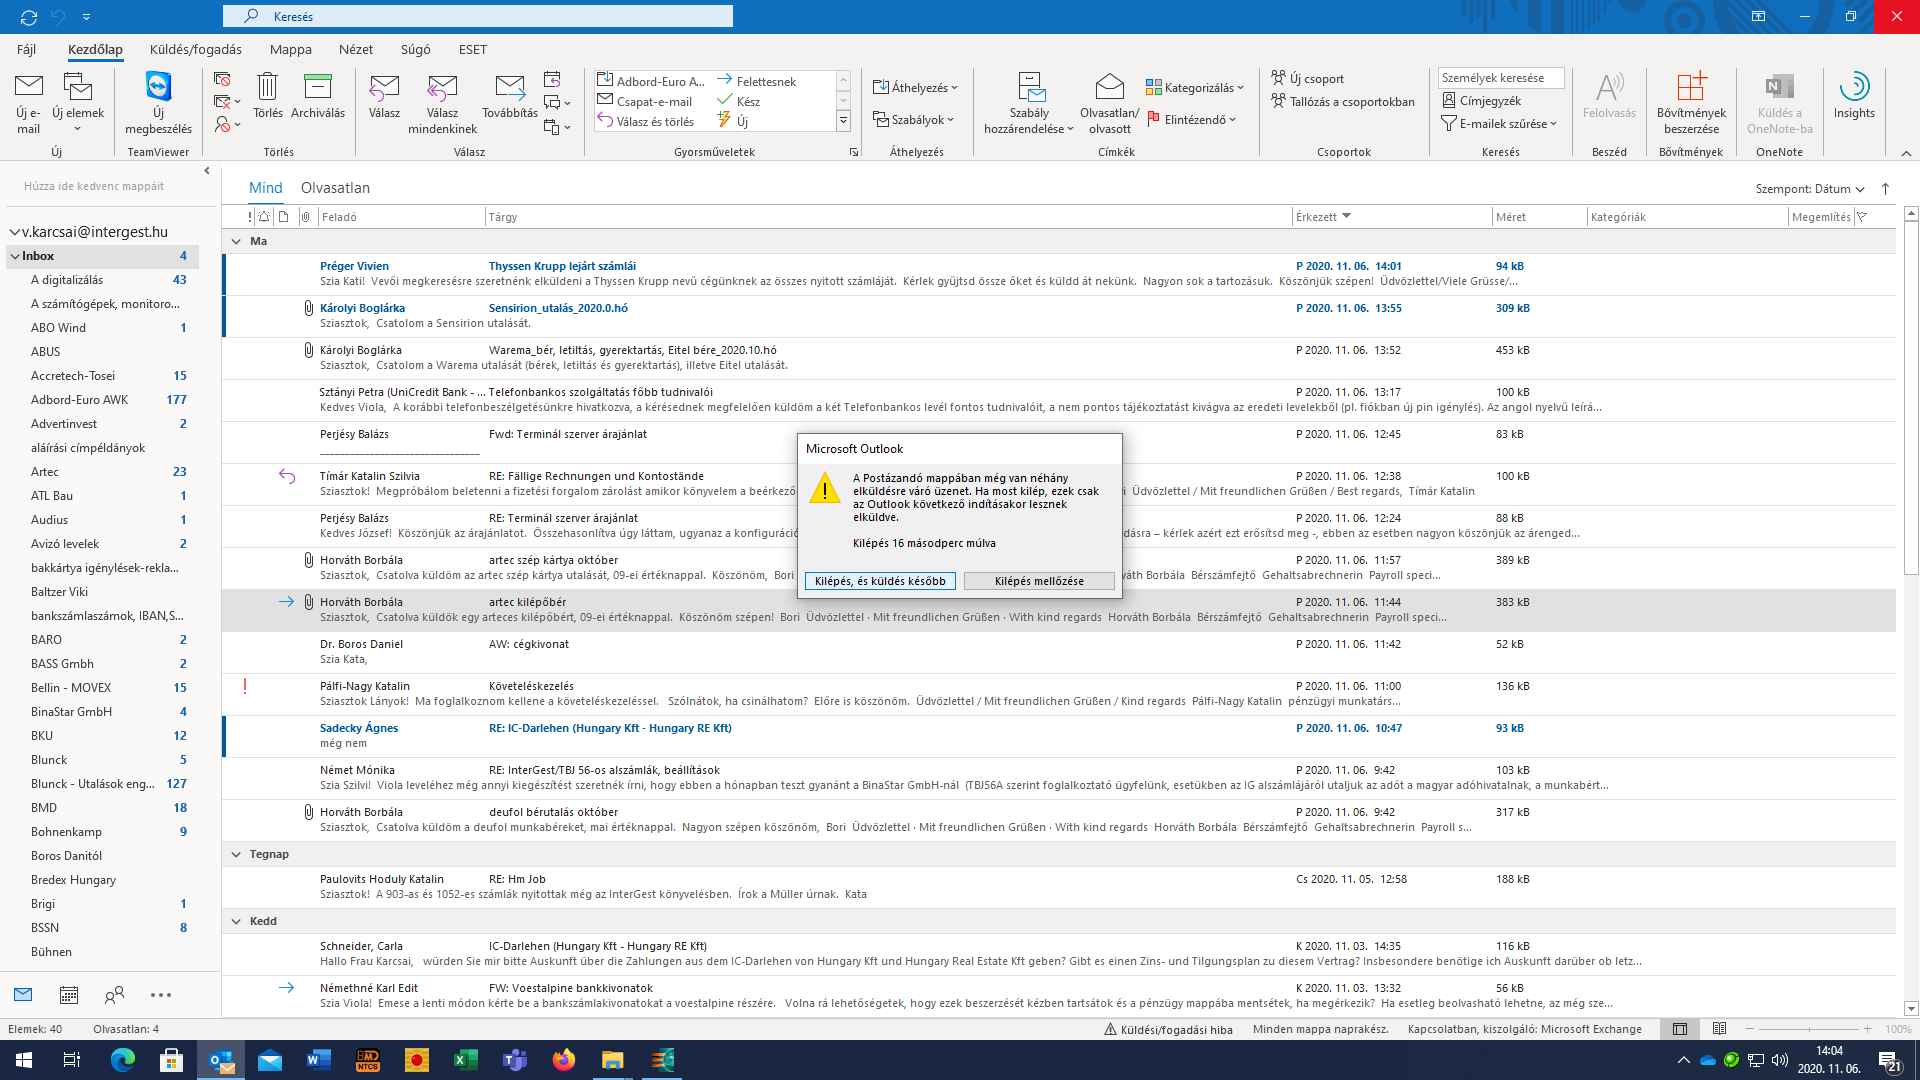 Keresés
Fájl Kezdőlap Küldés/fogadás Mappa Nézet Súgó ESET
Új e-mail
Új elemek
Új megbeszélés
Törlés
Archiválás
Válasz
Válasz mindenkinek
Továbbítás
Adbord-Euro A...
Csapat-e-mail
Válasz és törlés
Felettesnek
Kész
Új
Áthelyezés
Szabályok
Szabály hozzárendelése
Olvasatlan/olvasott
Kategorizálás
Elintézendő
Új csoport
Tallózás a csoportokban
Személyek keresése
Címjegyzék
E-mailek szűrése
Felolvasás
Bővítmények beszerzése
Küldés a OneNote-ba
Insights
Új TeamViewer Törlés Válasz Gyorsműveletek Áthelyezés Címkék Csoportok Keresés Beszéd Bővítmények OneNote
Húzza ide kedvenc mappáit
v.karcsai@intergest.hu
Inbox 4
A digitalizálás 43
A számítógépek, monitoro...
ABO Wind 1
ABUS
Accretech-Tosei 15
Adbord-Euro AWK 177
Advertinvest 2
aláírási címpéldányok
Artec 23
ATL Bau 1
Audius 1
Avizó levelek 2
bakkártya igénylések-rekla...
Baltzer Viki
bankszámlaszámok, IBAN,S...
BARO 2
BASS Gmbh 2
Bellin - MOVEX 15
BinaStar GmbH 4
BKU 12
Blunck 5
Blunck - Utalások eng... 127
BMD 18
Bohnenkamp 9
Boros Danitól
Bredex Hungary
Brigi 1
BSSN 8
Bühnen
Mind Olvasatlan Szempont: Dátum
Feladó Tárgy Érkezett Méret Kategóriák Megemlítés
Ma
Préger Vivien Thyssen Krupp lejárt számlái P 2020. 11. 06. 14:01 94 kB
Szia Kati! Vevői megkeresésre szeretnénk elküldeni a Thyssen Krupp nevű cégünknek az összes nyitott számláját. Kérlek gyűjtsd össze őket és küldd át nekünk. Nagyon sok a tartozásuk. Köszönjük szépen! Üdvözlettel/Viele Grüsse/...
Károlyi Boglárka Sensirion_utalás_2020.0.hó P 2020. 11. 06. 13:55 309 kB
Sziasztok, Csatolom a Sensirion utalását.
Károlyi Boglárka Warema_bér, letiltás, gyerektartás, Eitel bére_2020.10.hó P 2020. 11. 06. 13:52 453 kB
Sziasztok, Csatolom a Warema utalását (bérek, letiltás és gyerektartás), illetve Eitel utalását.
Sztányi Petra (UniCredit Bank - ... Telefonbankos szolgáltatás főbb tudnivalói P 2020. 11. 06. 13:17 100 kB
Kedves Viola, A korábbi telefonbeszélgetésünkre hivatkozva, a kérésednek megfelelően küldöm a két Telefonbankos levél fontos tudnivalóit, a nem pontos tájékoztatást kivágva az eredeti levelekből (pl. fiókban új pin igénylés). Az angol nyelvű leírá...
Perjésy Balázs Fwd: Terminál szerver árajánlat P 2020. 11. 06. 12:45 83 kB
________________________________
Tímár Katalin Szilvia RE: Fällige Rechnungen und Kontostände P 2020. 11. 06. 12:38 100 kB
Sziasztok! Megpróbálom beletenni a fizetési forgalom zárolást amikor könyvelem a beérkező Üdvözlettel / Mit freundlichen Grüßen / Best regards, Tímár Katalin
Perjésy Balázs RE: Terminál szerver árajánlat P 2020. 11. 06. 12:24 88 kB
Kedves József! Köszönjük az árajánlatot. Összehasonlítva úgy láttam, ugyanaz a konfiguráció dásra – kérlek azért ezt erősítsd meg -, ebben az esetben nagyon köszönjük az árenged...
Horváth Borbála artec szép kártya október P 2020. 11. 06. 11:57 389 kB
Sziasztok, Csatolva küldöm az artec szép kártya utalását, 09-ei értéknappal. Köszönöm, Bori váth Borbála Bérszámfejtő Gehaltsabrechnerin Payroll speci...
Horváth Borbála artec kilépőbér P 2020. 11. 06. 11:44 383 kB
Sziasztok, Csatolva küldök egy arteces kilépőbért, 09-ei értéknappal. Köszönöm szépen! Bori Üdvözlettel · Mit freundlichen Grüßen · With kind regards Horváth Borbála Bérszámfejtő Gehaltsabrechnerin Payroll speci...
Dr. Boros Daniel AW: cégkivonat P 2020. 11. 06. 11:42 52 kB
Szia Kata,
Pálfi-Nagy Katalin Követeléskezelés P 2020. 11. 06. 11:00 136 kB
Sziasztok Lányok! Ma foglalkoznom kellene a követeléskezeléssel. Szólnátok, ha csinálhatom? Előre is köszönöm. Üdvözlettel / Mit freundlichen Grüßen / Kind regards Pálfi-Nagy Katalin pénzügyi munkatárs...
Sadecky Ágnes RE: IC-Darlehen (Hungary Kft - Hungary RE Kft) P 2020. 11. 06. 10:47 93 kB
még nem
Német Mónika RE: InterGest/TBJ 56-os alszámlák, beállítások P 2020. 11. 06. 9:42 103 kB
Szia Szilvi! Viola leveléhez még annyi kiegészítést szeretnék írni, hogy ebben a hónapban teszt gyanánt a BinaStar GmbH-nál (TBJ56A szerint foglalkoztató ügyfelünk, esetükben az IG alszámlájáról utaljuk az adót a magyar adóhivatalnak, a munkabért...
Horváth Borbála deufol bérutalás október P 2020. 11. 06. 9:42 317 kB
Sziasztok, Csatolva küldöm a deufol munkabéreket, mai értéknappal. Nagyon szépen köszönöm, Bori Üdvözlettel · Mit freundlichen Grüßen · With kind regards Horváth Borbála Bérszámfejtő Gehaltsabrechnerin Payroll s...
Tegnap
Paulovits Hoduly Katalin RE: Hm Job Cs 2020. 11. 05. 12:58 188 kB
Sziasztok! A 903-as és 1052-es számlák nyitottak még az InterGest könyvelésben. Írok a Müller úrnak. Kata
Kedd
Schneider, Carla IC-Darlehen (Hungary Kft - Hungary RE Kft) K 2020. 11. 03. 14:35 116 kB
Hallo Frau Karcsai, würden Sie mir bitte Auskunft über die Zahlungen aus dem IC-Darlehen von Hungary Kft und Hungary Real Estate Kft geben? Gibt es einen Zins- und Tilgungsplan zu diesem Vertrag? Insbesondere benötige ich Auskunft darüber ob letz...
Némethné Karl Edit FW: Voestalpine bankkivonatok K 2020. 11. 03. 13:32 56 kB
Szia Viola! Emese a lenti módon kérte be a bankszámlakivonatokat a voestalpine részére. Volna rá lehetőségetek, hogy ezek beszerzését kézben tartsátok és a pénzügy mappába mentsétek, ha megérkezik? Ha esetleg beolvasható lehetne, az még sze...
Microsoft Outlook
A Postázandó mappában még van néhány
elküldésre váró üzenet. Ha most kilép, ezek csak
az Outlook következő indításakor lesznek
elküldve.
Kilépés 16 másodperc múlva
Kilépés, és küldés később Kilépés mellőzése
Elemek: 40 Olvasatlan: 4 Küldési/fogadási hiba Minden mappa naprakész. Kapcsolatban, kiszolgáló: Microsoft Exchange 100%
BMD
NTCS
14:04
2020. 11. 06.
21